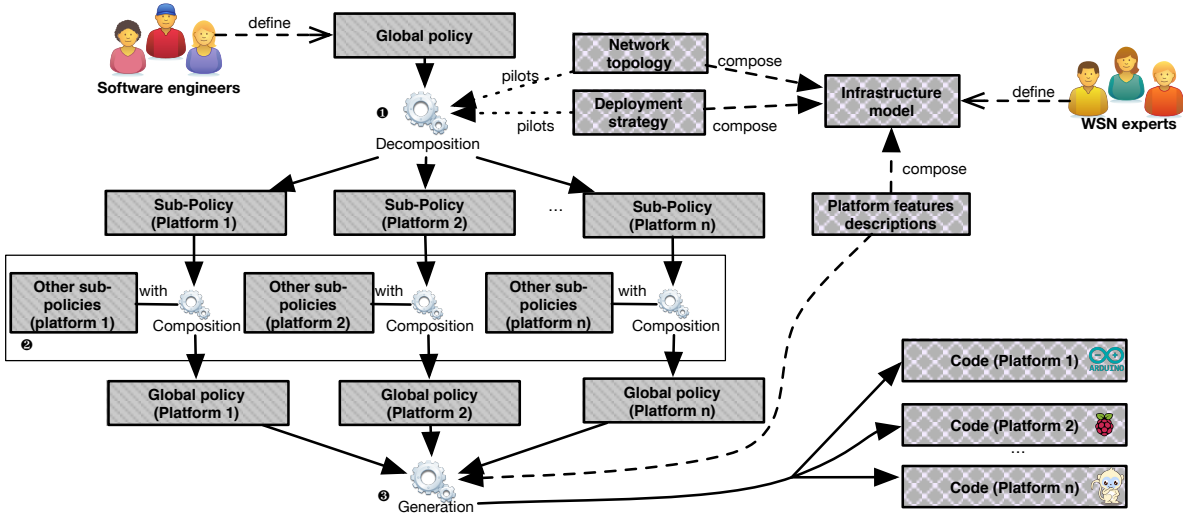 define
Global policy
Software engineers
Network
topology
pilots
compose
Deployment
strategy
pilots
compose
Infrastructure
model
define
WSN experts
❶
Decomposition
compose
Sub-Policy
(Platform 1)
Sub-Policy
(Platform 2)
...
Sub-Policy
(Platform n)
Platform features
descriptions
Other sub-
policies
(platform 1)
with
Composition
Other sub-
policies
(platform 2)
with
Composition
Other sub-
policies
(platform n)
with
Composition
❷
Global policy
(Platform 1)
Global policy
(Platform 2)
Global policy
(Platform n)
Code (Platform 1)
ARDUINO
Code (Platform 2)
...
Code (Platform n)
❸
Generation